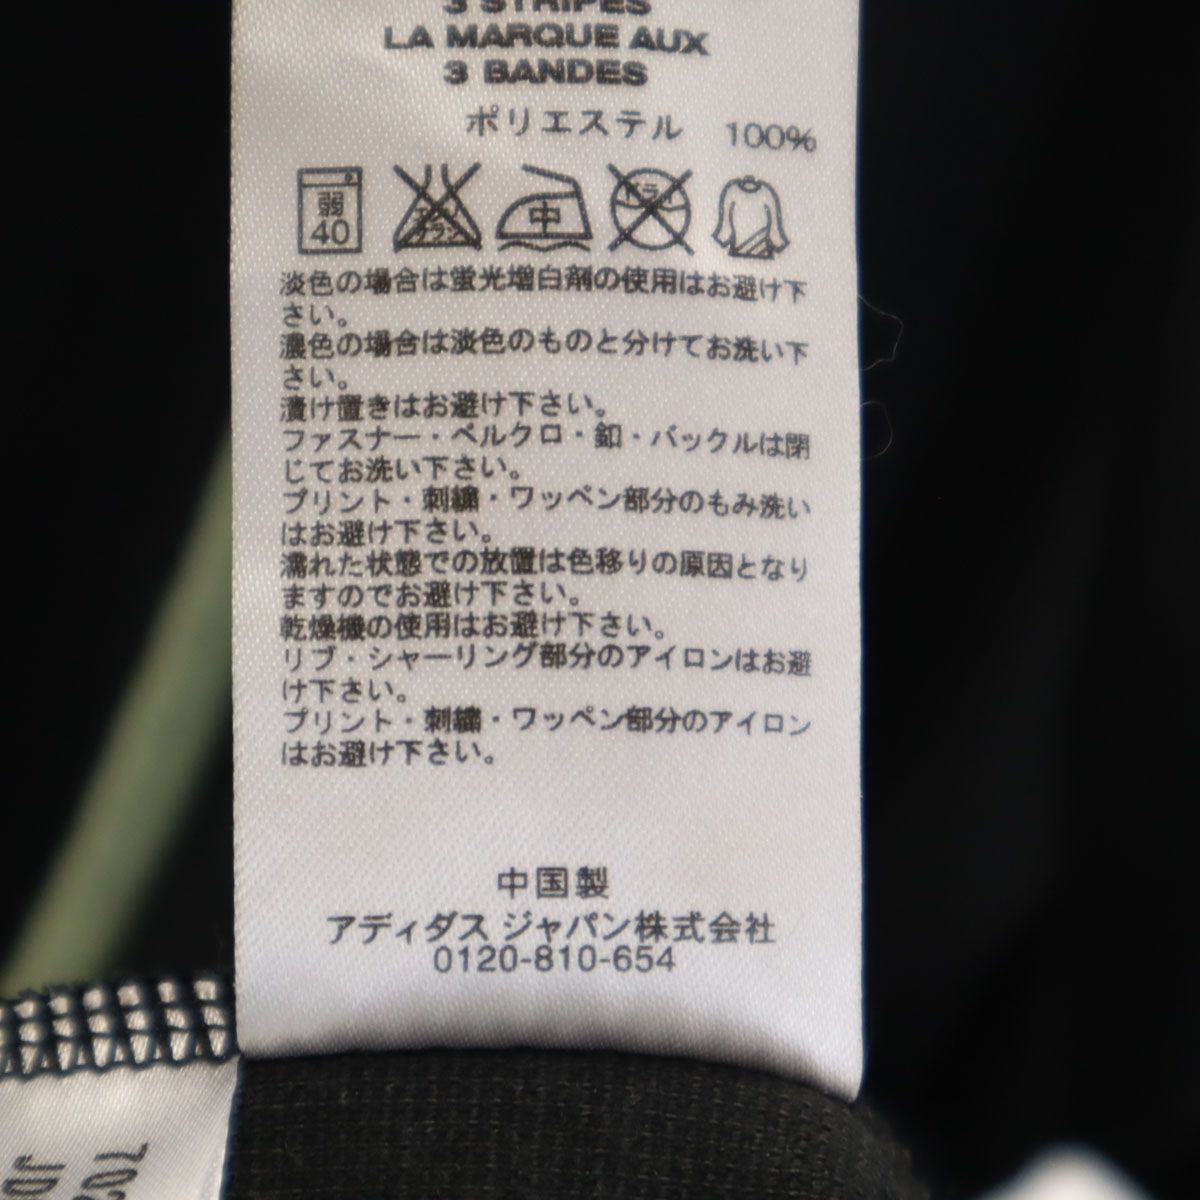 3 STRIPES
LA MARQUE AUX
3 BANDES
ポリエステル 100%
弱
40
エンソ
サラシ
中
ドライ
淡色の場合は蛍光増白剤の使用はお避け下
さい。
濃色の場合は淡色のものと分けてお洗い下
さい。
漬け置きはお避け下さい。
ファスナー・ベルクロ・釦・バックルは閉
じてお洗い下さい。
プリント・刺繍・ワッペン部分のもみ洗い
はお避け下さい。
濡れた状態での放置は色移りの原因となり
ますのでお避け下さい。
乾燥機の使用はお避け下さい。
リブ・シャーリング部分のアイロンはお避
け下さい。
プリント・刺繍・ワッペン部分のアイロン
はお避け下さい。
中国製
アディダス ジャパン株式会社
0120-810-654